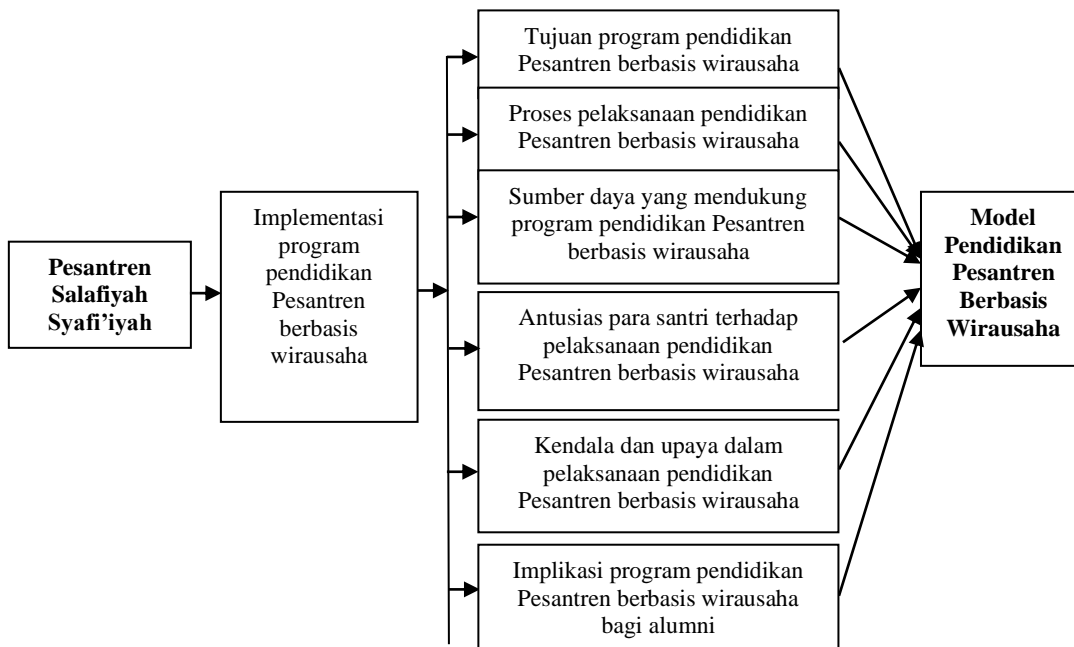 Pesantren
Salafiyah
Syafi'iyah
Implementasi
program
pendidikan
Pesantren
berbasis
wirausaha
Tujuan program pendidikan
Pesantren berbasis wirausaha
Proses pelaksanaan pendidikan
Pesantren berbasis wirausaha
Sumber daya yang mendukung
program pendidikan Pesantren
berbasis wirausaha
Antusias para santri terhadap
pelaksanaan pendidikan
Pesantren berbasis wirausaha
Kendala dan upaya dalam
pelaksanaan pendidikan
Pesantren berbasis wirausaha
Implikasi program pendidikan
Pesantren berbasis wirausaha
bagi alumni
Model
Pendidikan
Pesantren
Berbasis
Wirausaha